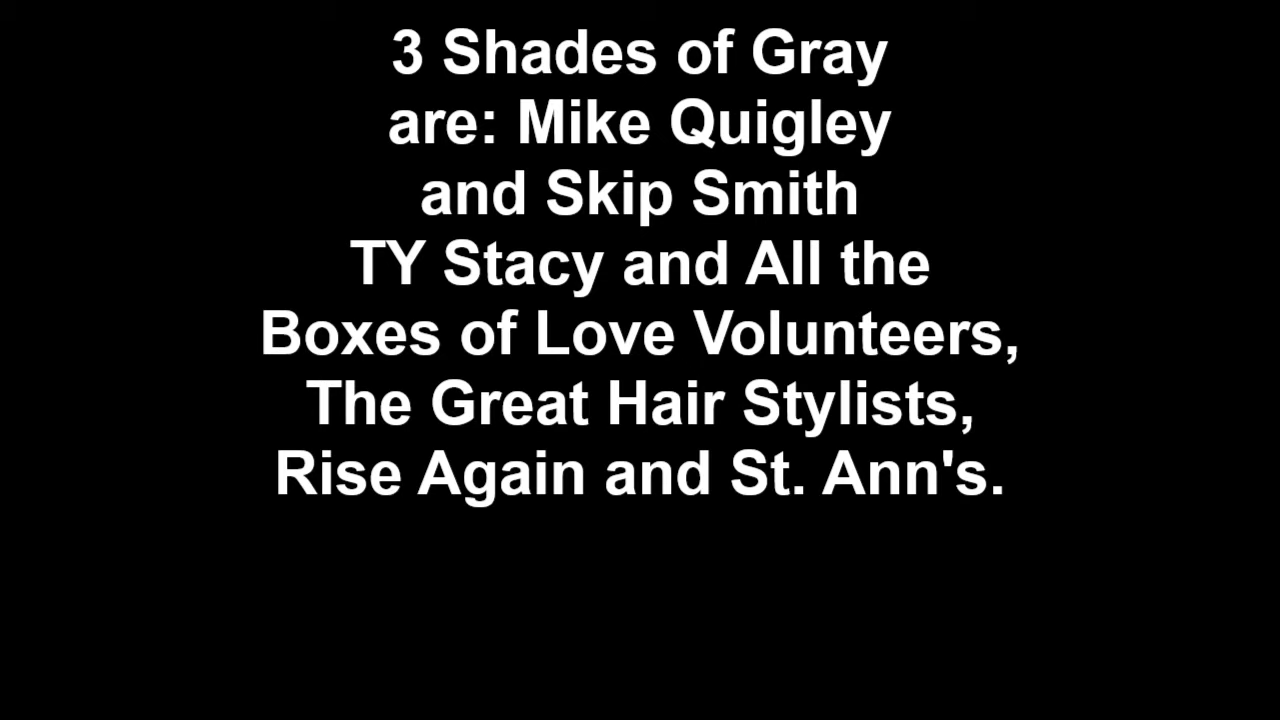 3 Shades of Gray
are: Mike Quigley
and Skip Smith
TY Stacy and All the
Boxes of Love Volunteers,
The Great Hair Stylists,
Rise Again and St. Ann's.